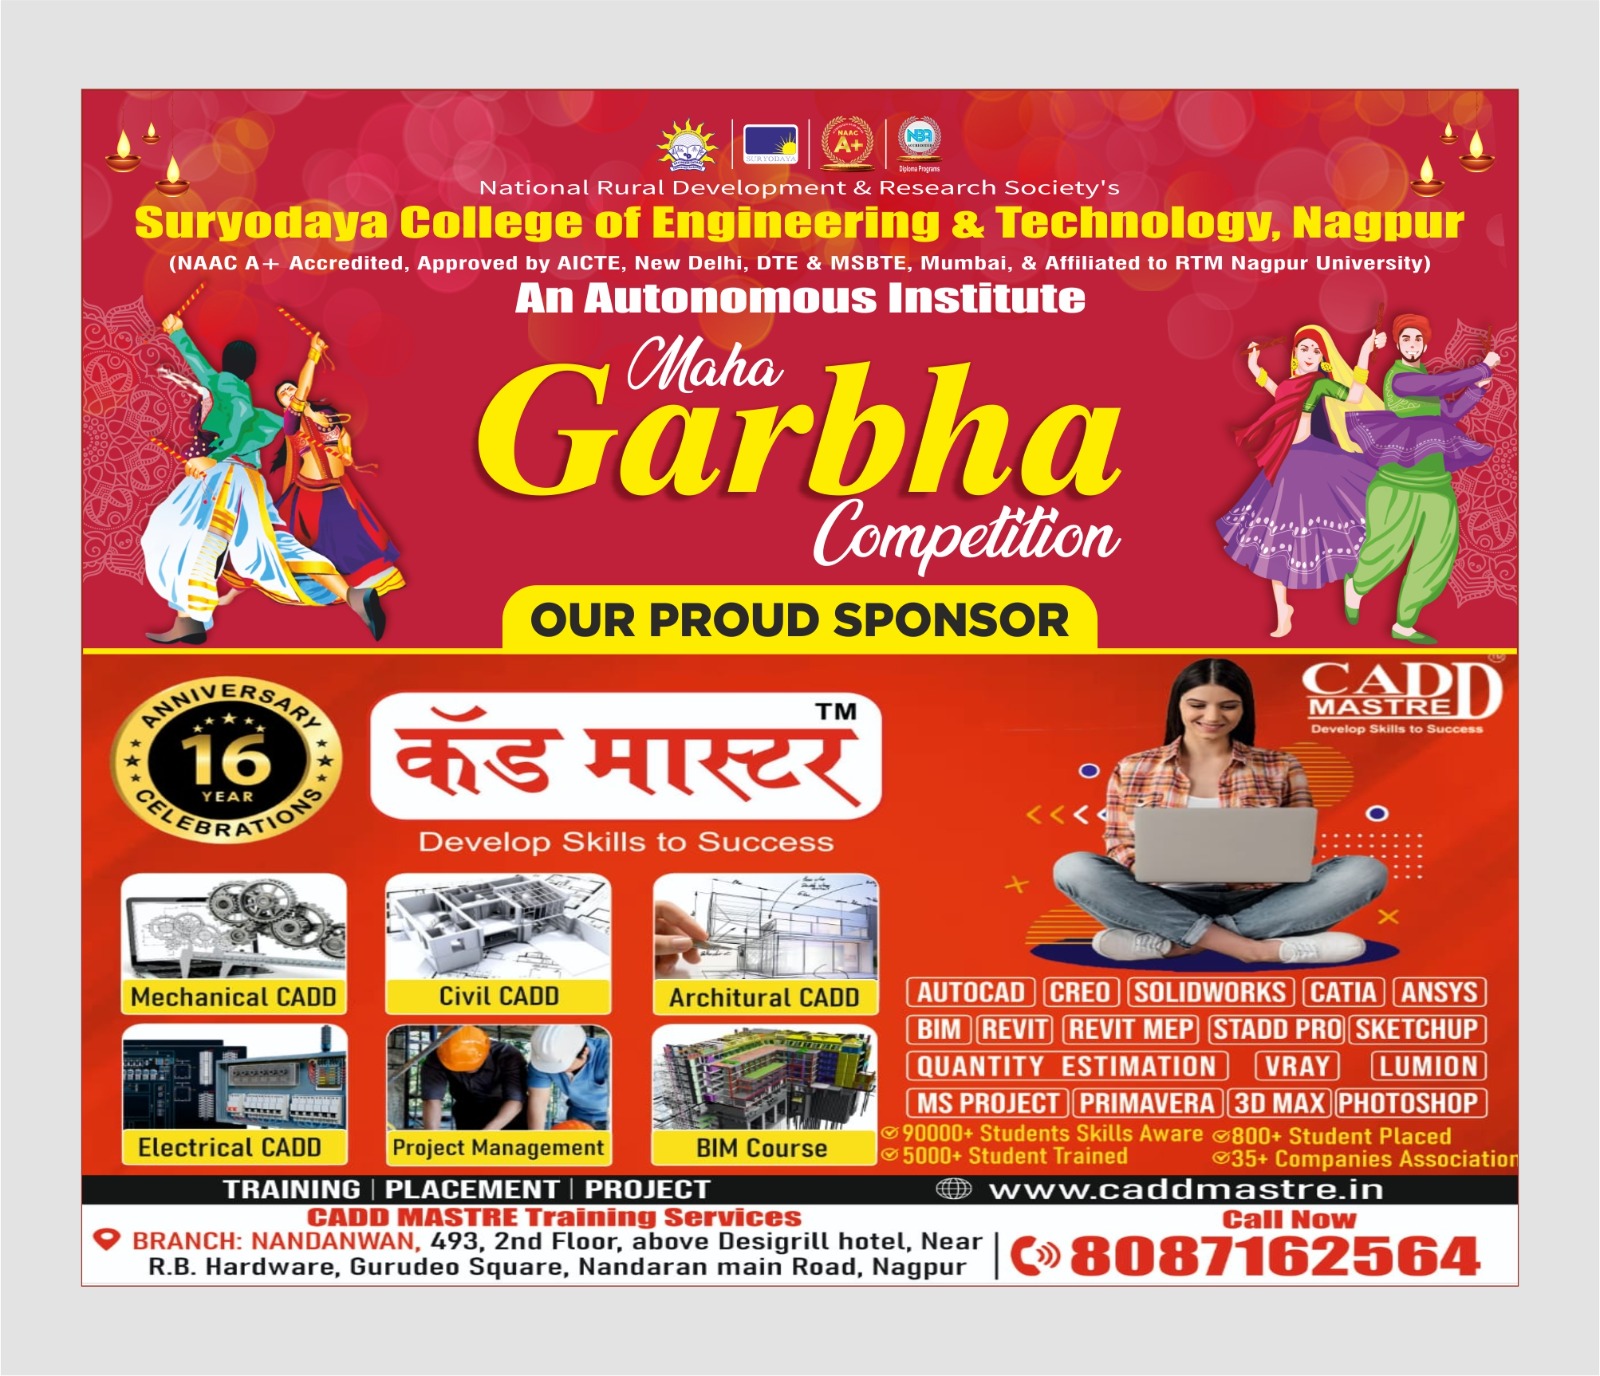 SURYODAYA
NAAC
A+
NBA
Diploma Programs
National Rural Development & Research Society's
Suryodaya College of Engineering & Technology, Nagpur
(NAAC A+ Accredited, Approved by AICTE, New Delhi, DTE & MSBTE, Mumbai, & Affiliated to RTM Nagpur University)
An Autonomous Institute
Maha
Garbha
Competition
OUR PROUD SPONSOR
ANNIVERSARY
16
YEAR
CELEBRATIONS
TM
कॅड मास्टर
Develop Skills to Success
CADD
MASTRE
Develop Skills to Success
Mechanical CADD
Civil CADD
Architural CADD
Electrical CADD
Project Management
BIM Course
AUTOCAD CREO SOLIDWORKS CATIA ANSYS
BIM REVIT REVIT MEP STADD PRO SKETCHUP
QUANTITY ESTIMATION VRAY LUMION
MS PROJECT PRIMAVERA 3D MAX PHOTOSHOP
90000+ Students Skills Aware 800+ Student Placed
5000+ Student Trained 35+ Companies Association
TRAINING | PLACEMENT | PROJECT
www.caddmastre.in
CADD MASTRE Training Services
BRANCH: NANDANWAN, 493, 2nd Floor, above Desigrill hotel, Near
R.B. Hardware, Gurudeo Square, Nandaran main Road, Nagpur
Call Now
8087162564